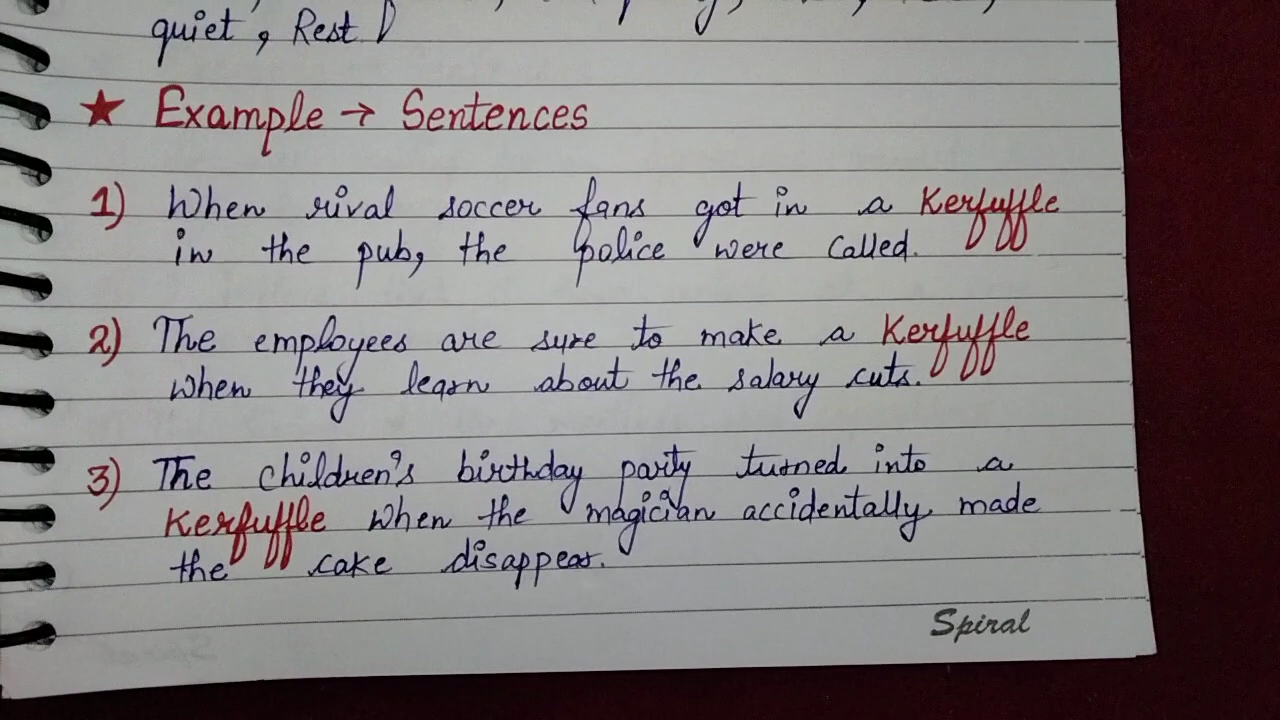 quiet, Rest )
★ Example → Sentences
1) When rival soccer fans got in a Kerfuffle
in the pub, the police were called.
2) The employees are sure to make a Kerfuffle
when they learn about the salary cuts.
3) The children's birthday party turned into a
Kerfuffle when the magician accidentally made
the cake disappear.
Spiral